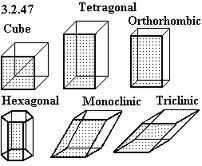 3.2.47
Tetragonal
Cube
Orthorhombic
Hexagonal
Monoclinic
Triclinic